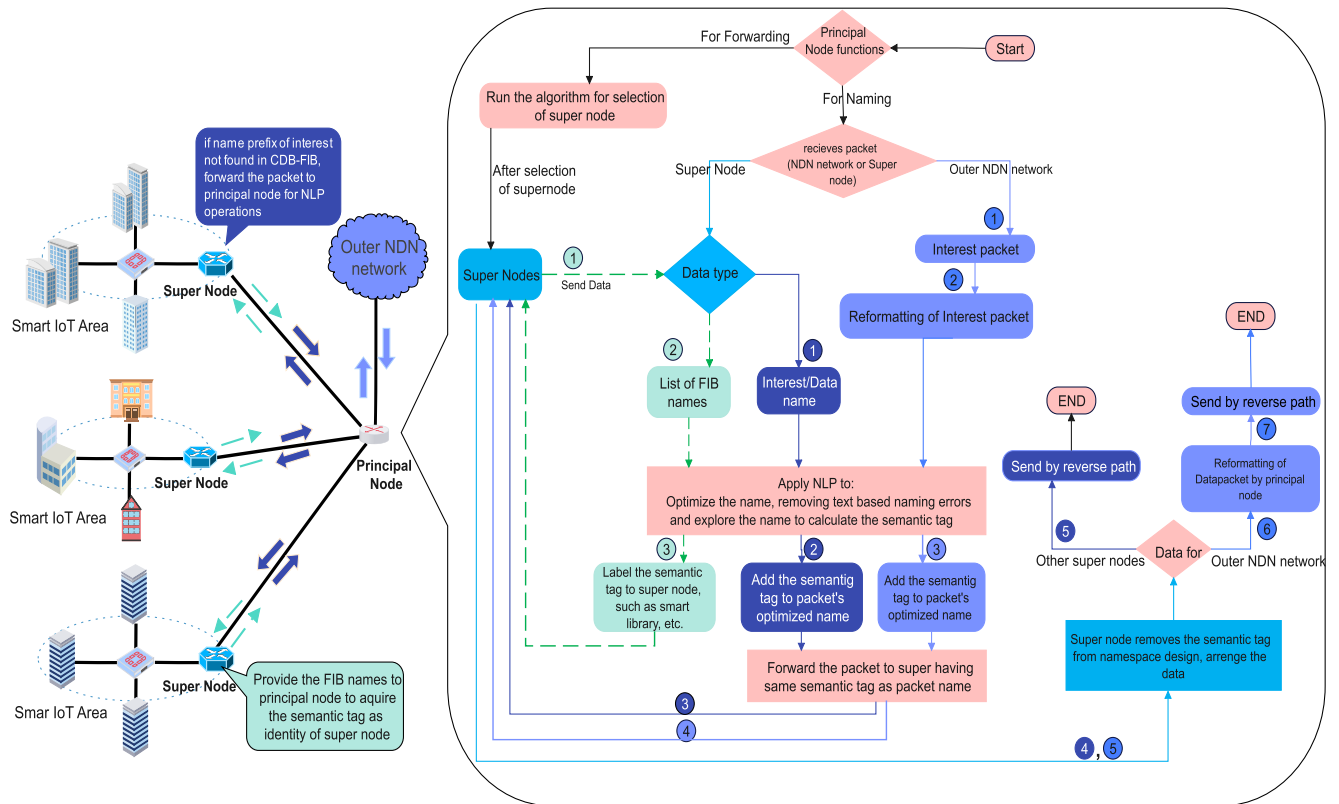 if name prefix of interest
not found in CDB-FIB,
forward the packet to
principal node for NLP
operations
Super Node
Smart IoT Area
Outer NDN
network
Super Node
Smart IoT Area
Principal
Node
Super Node
Smar IoT Area
Provide the FIB names to
principal node to aquire
the semantic tag as
identity of super node
Start
Principal
Node functions
For Forwarding
Run the algorithm for selection
of super node
For Naming
recieves packet
(NDN network or Super
node)
Super Node
Outer NDN network
After selection
of supernode
1
Interest packet
Super Nodes
1
Send Data
Data type
2
Reformatting of Interest packet
2
List of FIB
names
1
Interest/Data
name
Apply NLP to:
Optimize the name, removing text based naming errors
and explore the name to calculate the semantic tag
3
Label the semantic
tag to super node,
such as smart
library, etc.
2
Add the semantig
tag to packet's
optimized name
3
Add the semantig
tag to packet's
optimized name
Forward the packet to super having
same semantic tag as packet name
3
4
4 , 5
Super node removes the semantic tag
from namespace design, arrenge the
data
Data for
5
Other super nodes
6
Outer NDN network
Send by reverse path
END
Reformatting of
Datapacket by principal
node
7
Send by reverse path
END